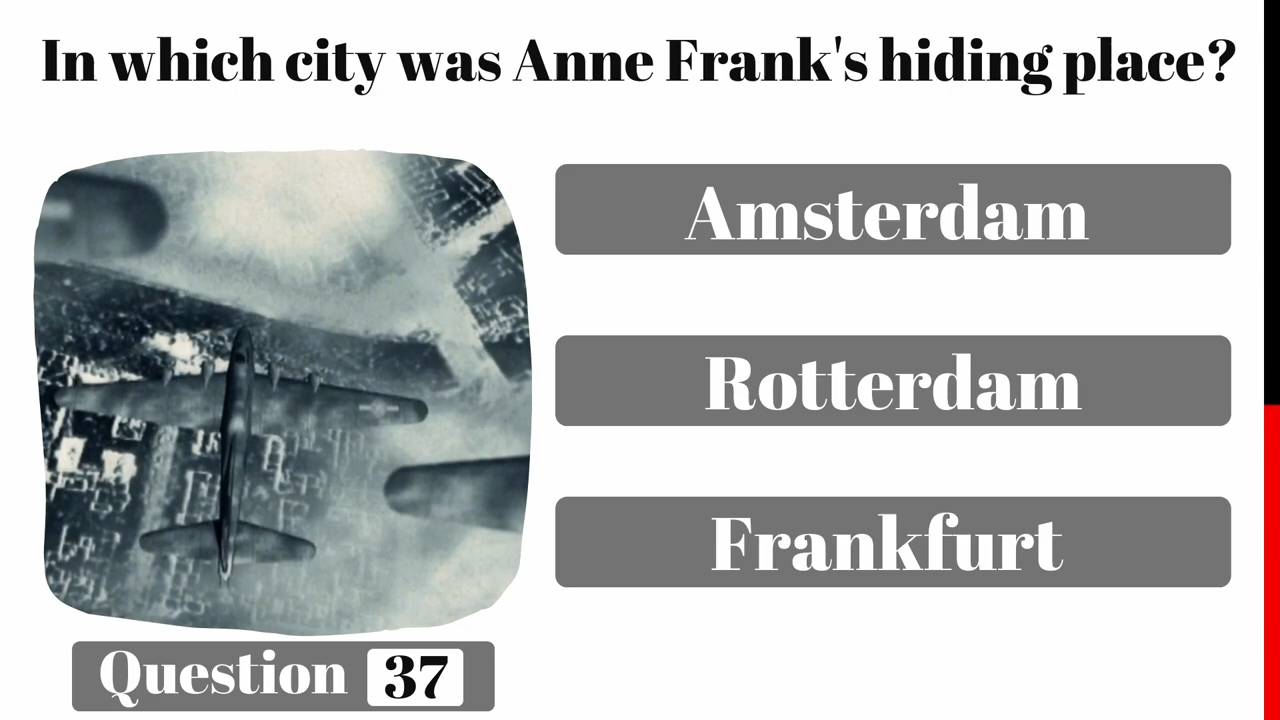 In which city was Anne Frank's hiding place?
Amsterdam
Rotterdam
Frankfurt
Question 37